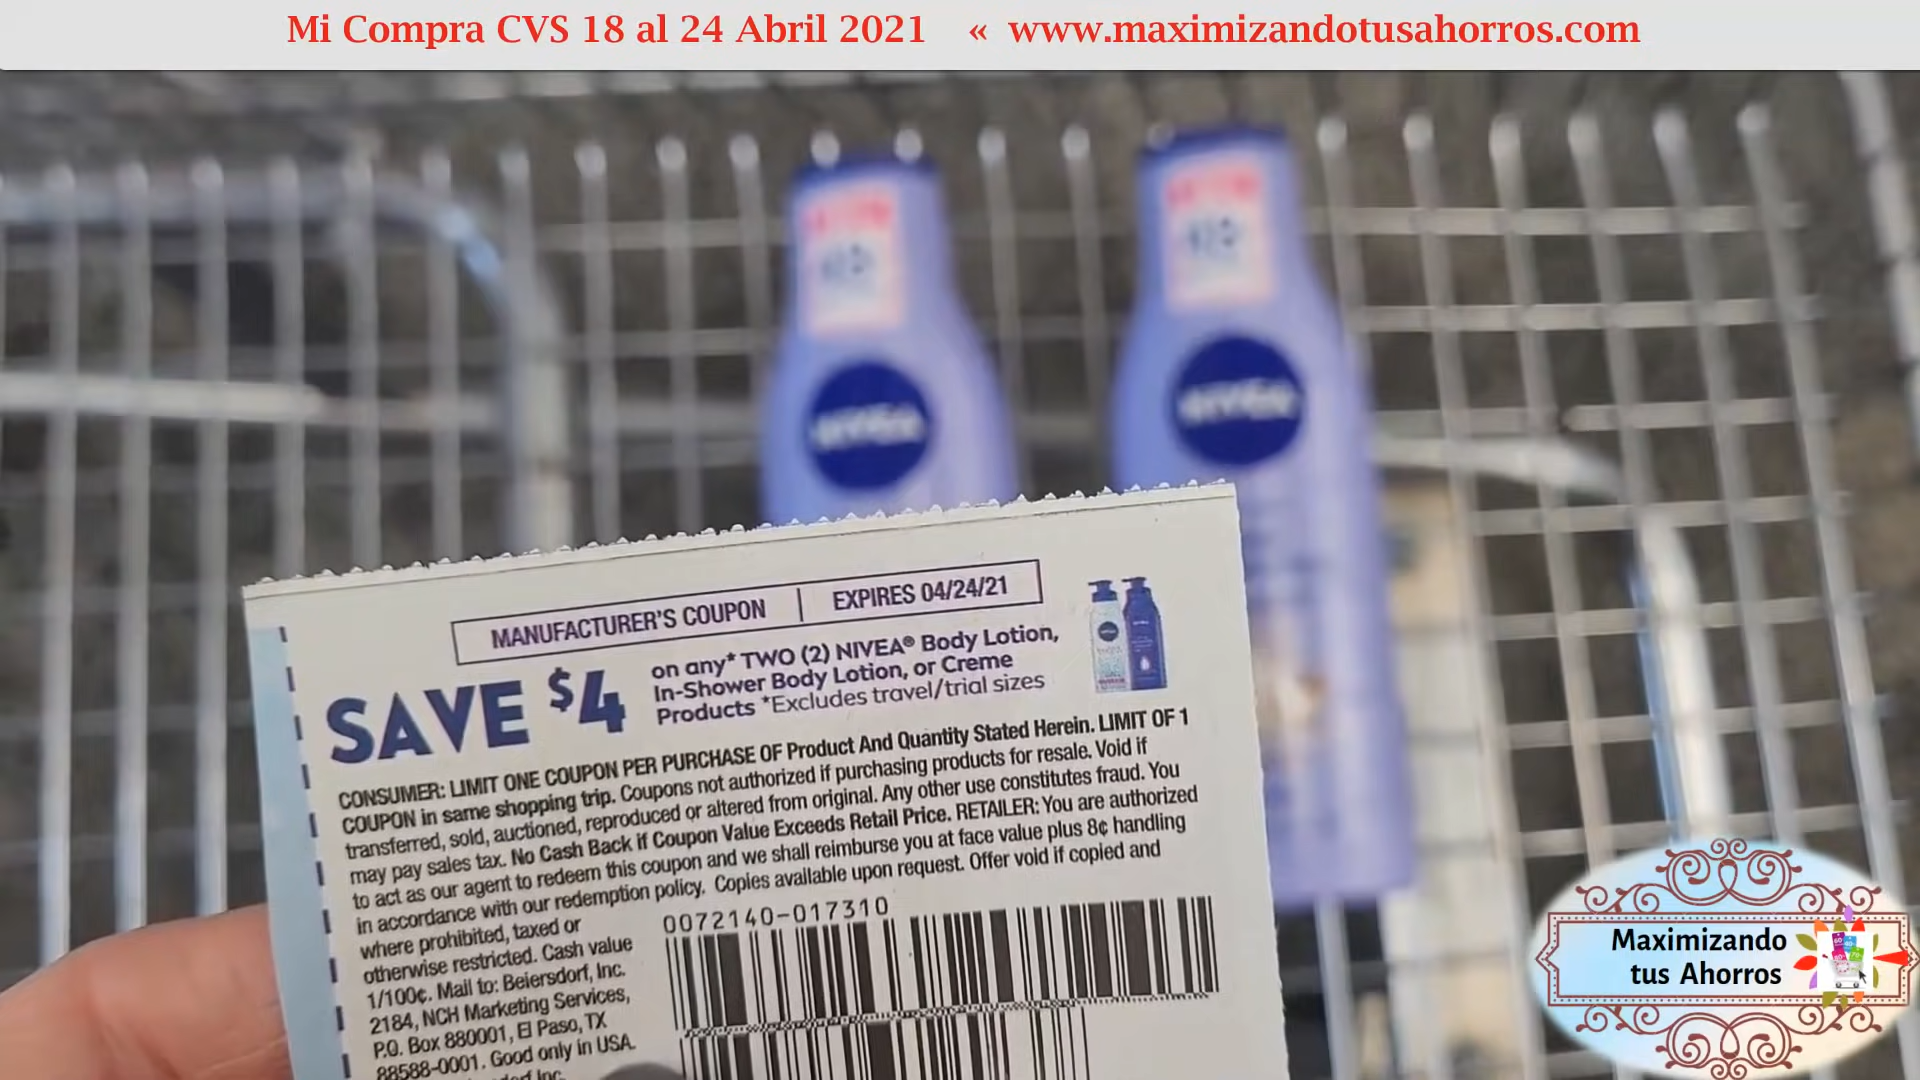 Mi Compra CVS 18 al 24 Abril 2021 « www.maximizandotusahorros.com
NIVEA
NIVEA
MANUFACTURER'S COUPON | EXPIRES 04/24/21
SAVE $4
on any* TWO (2) NIVEA® Body Lotion,
In-Shower Body Lotion, or Creme
Products *Excludes travel/trial sizes
CONSUMER: LIMIT ONE COUPON PER PURCHASE OF Product And Quantity Stated Herein. LIMIT OF 1
COUPON in same shopping trip. Coupons not authorized if purchasing products for resale. Void if
transferred, sold, auctioned, reproduced or altered from original. Any other use constitutes fraud. You
may pay sales tax. No Cash Back if Coupon Value Exceeds Retail Price. RETAILER: You are authorized
to act as our agent to redeem this coupon and we shall reimburse you at face value plus 8¢ handling
in accordance with our redemption policy. Copies available upon request. Offer void if copied and
where prohibited, taxed or
otherwise restricted. Cash value
1/100¢. Mail to: Beiersdorf, Inc.
2184, NCH Marketing Services,
P.O. Box 880001, El Paso, TX
88588-0001. Good only in USA.
0072140-017310
Maximizando
tus Ahorros